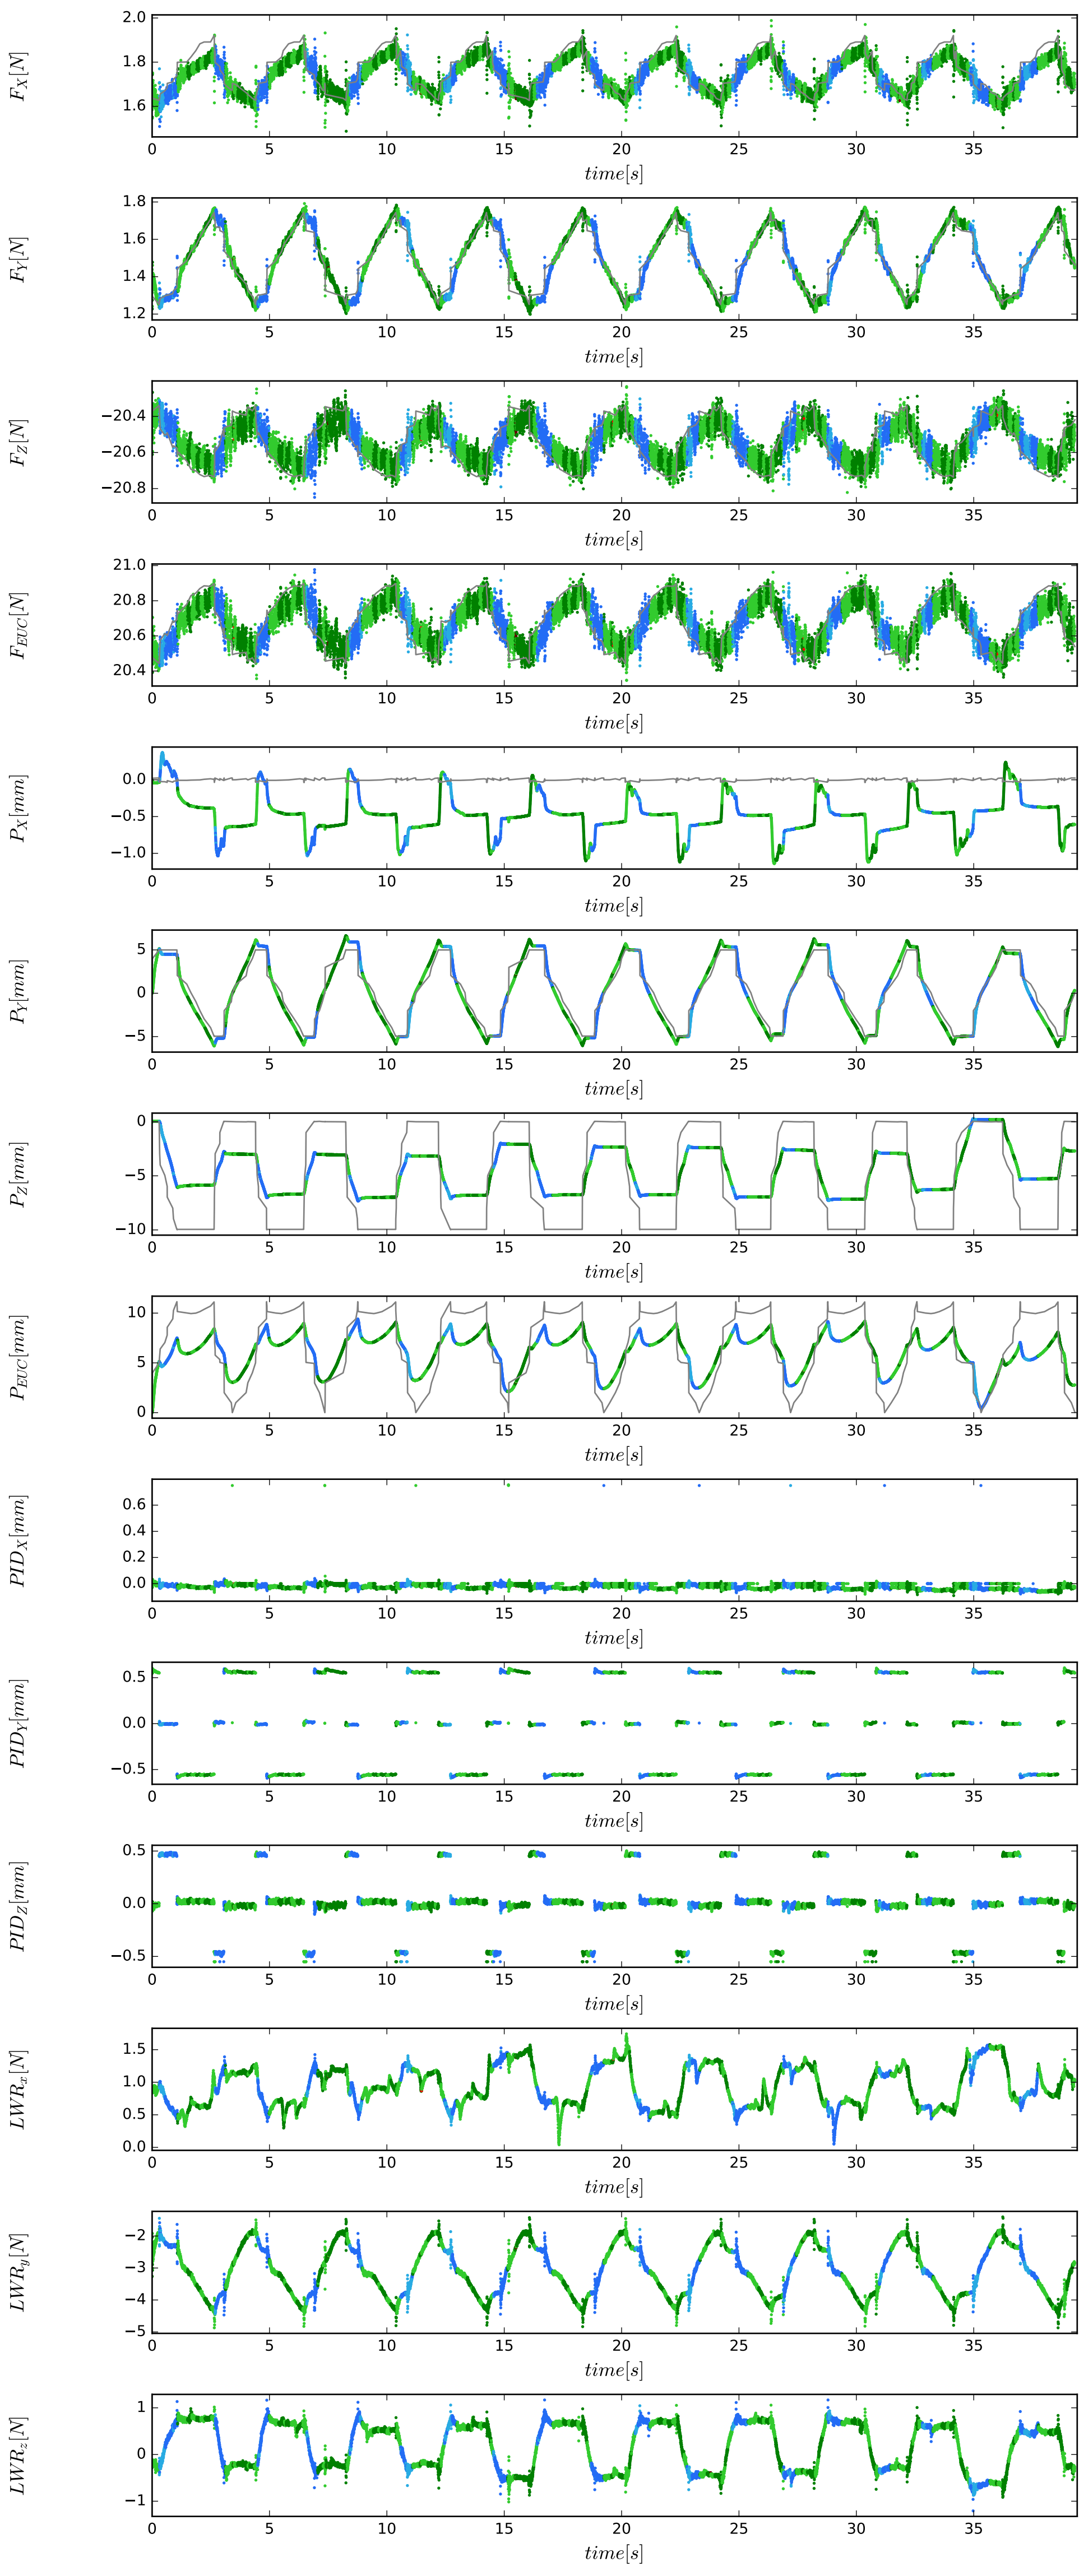 2.0
1.8
1.6
F_X[N]
0 5 10 15 20 25 30 35
time[s]
1.8
1.6
1.4
1.2
F_Y[N]
0 5 10 15 20 25 30 35
time[s]
−20.4
−20.6
−20.8
F_Z[N]
0 5 10 15 20 25 30 35
time[s]
21.0
20.8
20.6
20.4
F_EUC[N]
0 5 10 15 20 25 30 35
time[s]
0.0
−0.5
−1.0
P_X[mm]
0 5 10 15 20 25 30 35
time[s]
5
0
−5
P_Y[mm]
0 5 10 15 20 25 30 35
time[s]
0
−5
−10
P_Z[mm]
0 5 10 15 20 25 30 35
time[s]
10
5
0
P_EUC[mm]
0 5 10 15 20 25 30 35
time[s]
0.6
0.4
0.2
0.0
PID_X[mm]
0 5 10 15 20 25 30 35
time[s]
0.5
0.0
−0.5
PID_Y[mm]
0 5 10 15 20 25 30 35
time[s]
0.5
0.0
−0.5
PID_Z[mm]
0 5 10 15 20 25 30 35
time[s]
1.5
1.0
0.5
0.0
LWR_x[N]
0 5 10 15 20 25 30 35
time[s]
−2
−3
−4
−5
LWR_y[N]
0 5 10 15 20 25 30 35
time[s]
1
0
−1
LWR_z[N]
0 5 10 15 20 25 30 35
time[s]